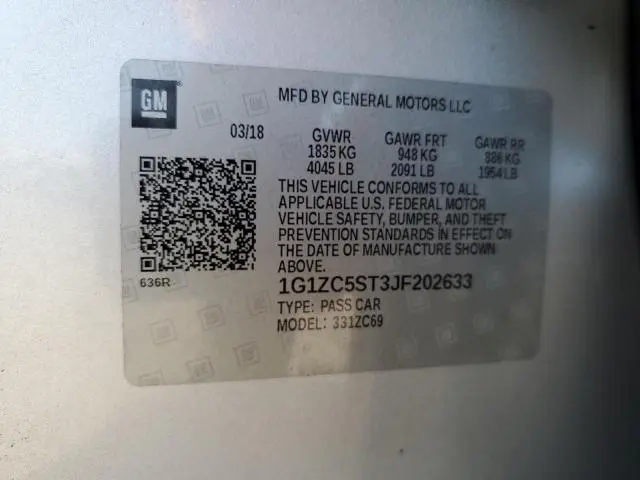 GM
MFD BY GENERAL MOTORS LLC
03/18 GVWR GAWR FRT GAWR RR
1835 KG 948 KG 886 KG
4045 LB 2091 LB 1954 LB
THIS VEHICLE CONFORMS TO ALL
APPLICABLE U.S. FEDERAL MOTOR
VEHICLE SAFETY, BUMPER, AND THEFT
PREVENTION STANDARDS IN EFFECT ON
THE DATE OF MANUFACTURE SHOWN
ABOVE.
636R
1G1ZC5ST3JF202633
TYPE: PASS CAR
MODEL: 331ZC69